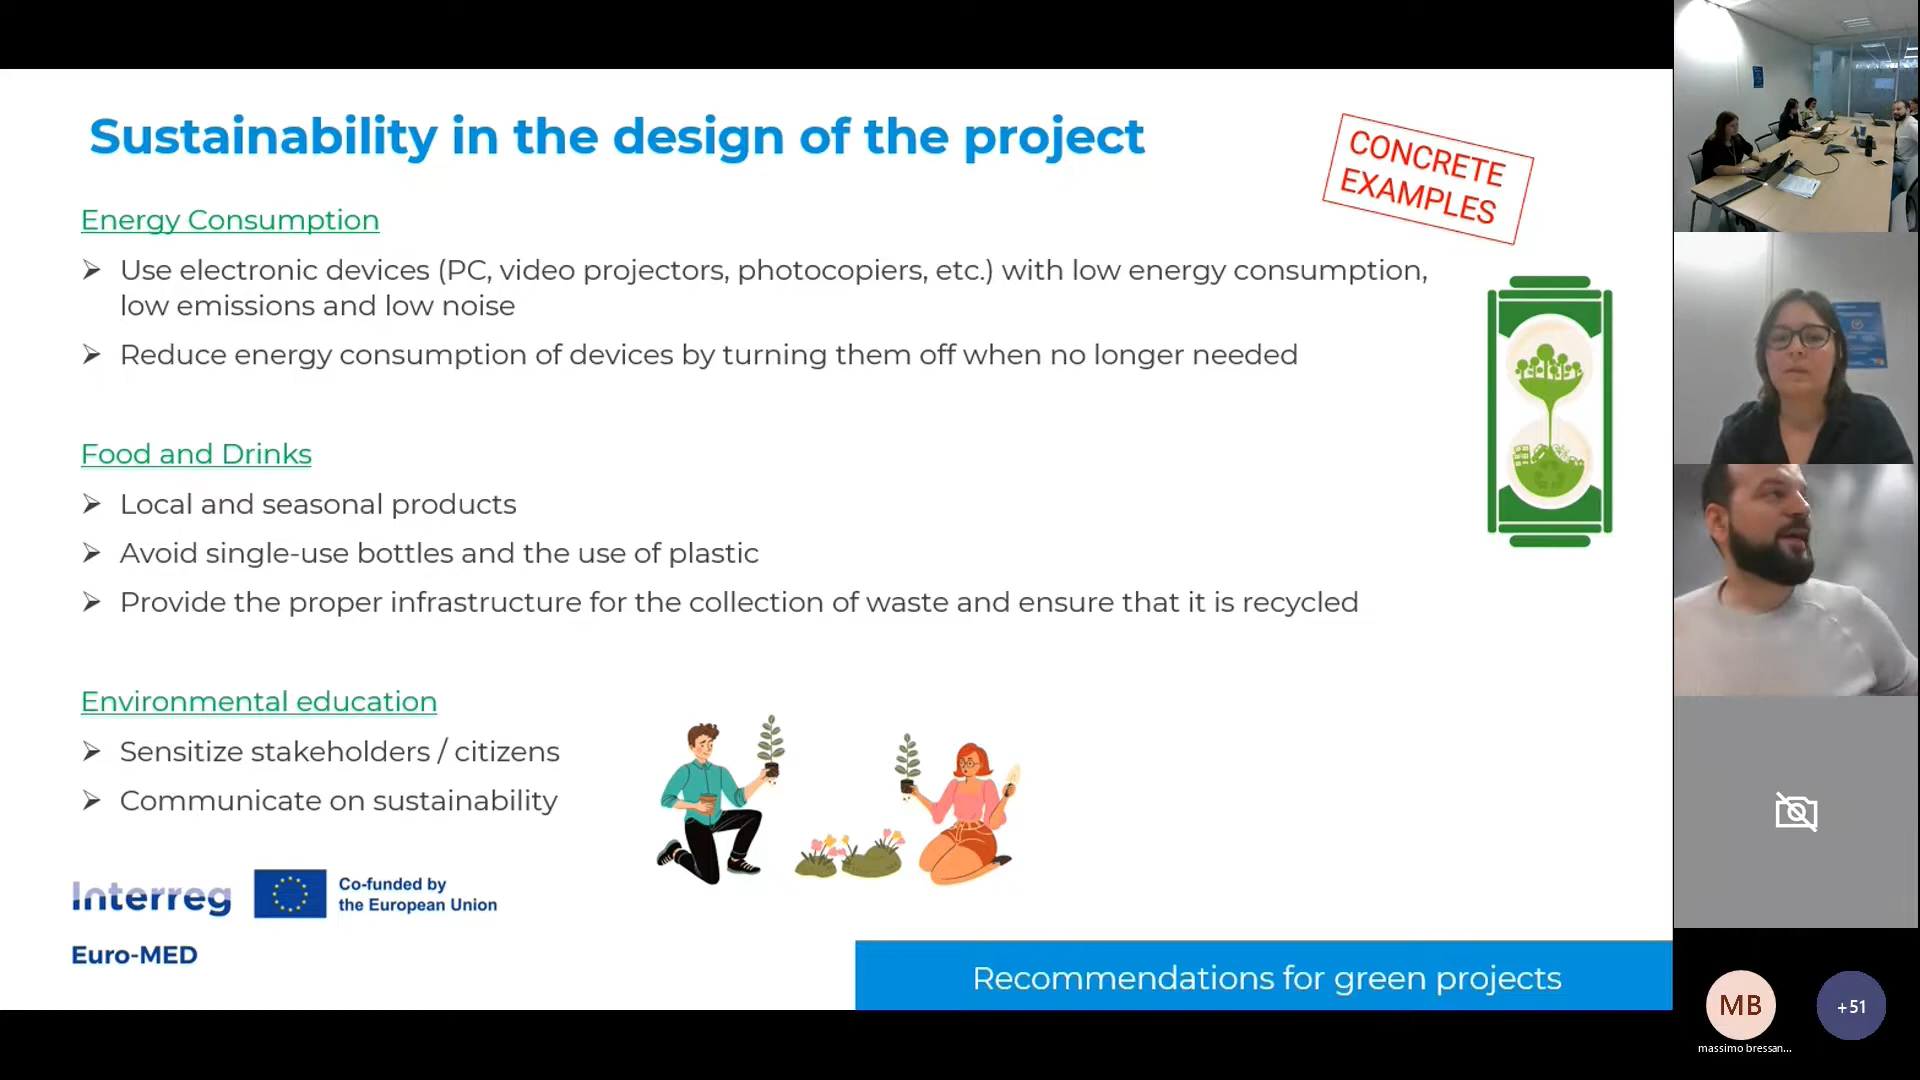 Sustainability in the design of the project
CONCRETE
EXAMPLES
Energy Consumption
Use electronic devices (PC, video projectors, photocopiers, etc.) with low energy consumption,
low emissions and low noise
Reduce energy consumption of devices by turning them off when no longer needed
Food and Drinks
Local and seasonal products
Avoid single-use bottles and the use of plastic
Provide the proper infrastructure for the collection of waste and ensure that it is recycled
Environmental education
Sensitize stakeholders / citizens
Communicate on sustainability
Interreg
Co-funded by
the European Union
Euro-MED
Recommendations for green projects
MB
+51
massimo bressan...